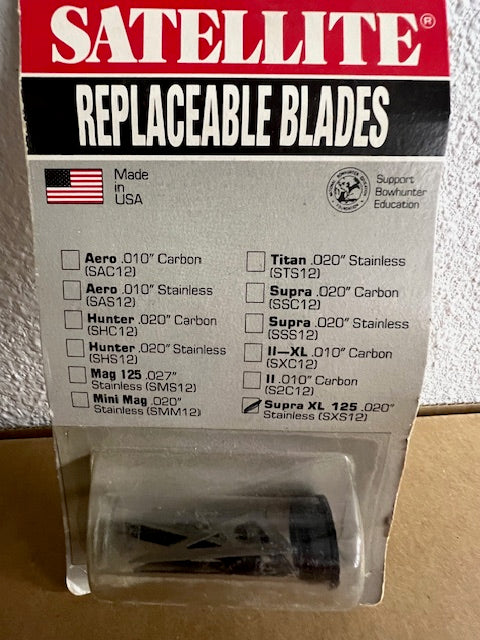 SATELLITE®
REPLACEABLE BLADES
Made
in
USA
Support
Bowhunter
Education
Aero .010" Carbon
(SAC12)
Aero .010" Stainless
(SAS12)
Hunter .020" Carbon
(SHC12)
Hunter .020" Stainless
(SHS12)
Mag 125 .027"
Stainless (SMS12)
Mini Mag .020"
Stainless (SMM12)
Titan .020" Stainless
(STS12)
Supra .020" Carbon
(SSC12)
Supra .020" Stainless
(SSS12)
II—XL .010" Carbon
(SXC12)
II .010" Carbon
(S2C12)
Supra XL 125 .020"
Stainless (SXS12)